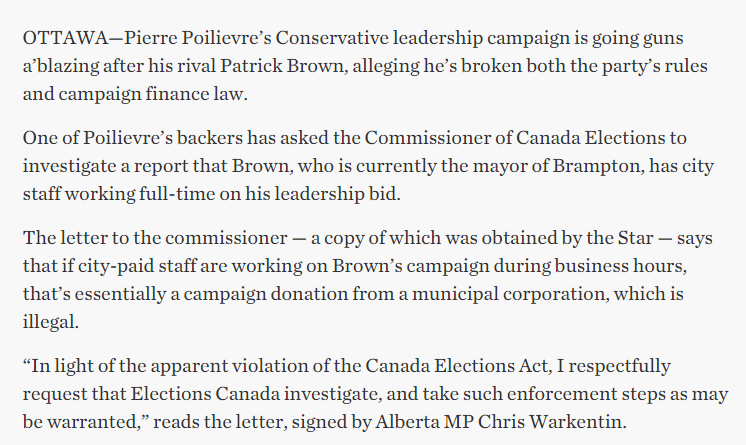 OTTAWA—Pierre Poilievre’s Conservative leadership campaign is going guns
a’blazing after his rival Patrick Brown, alleging he’s broken both the party’s rules
and campaign finance law.
One of Poilievre’s backers has asked the Commissioner of Canada Elections to
investigate a report that Brown, who is currently the mayor of Brampton, has city
staff working full-time on his leadership bid.
The letter to the commissioner — a copy of which was obtained by the Star — says
that if city-paid staff are working on Brown’s campaign during business hours,
that’s essentially a campaign donation from a municipal corporation, which is
illegal.
“In light of the apparent violation of the Canada Elections Act, I respectfully
request that Elections Canada investigate, and take such enforcement steps as may
be warranted,” reads the letter, signed by Alberta MP Chris Warkentin.